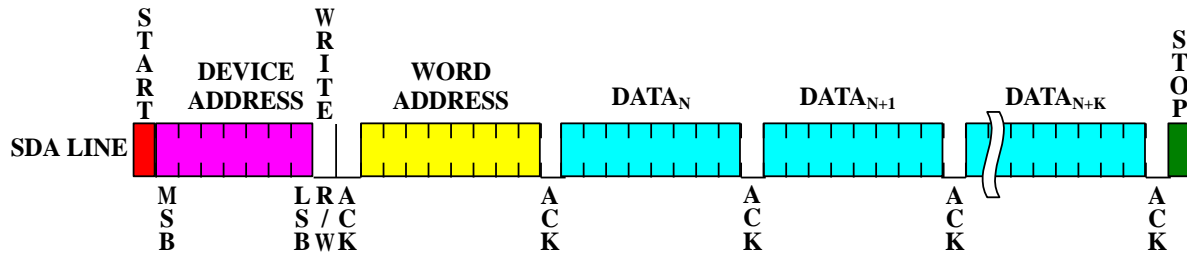 START
WRITE
STOP
DEVICE
ADDRESS
WORD
ADDRESS
DATAN
DATAN+1
DATAN+K
SDA LINE
MSB
LSB
R/W
ACK
ACK
ACK
ACK
ACK